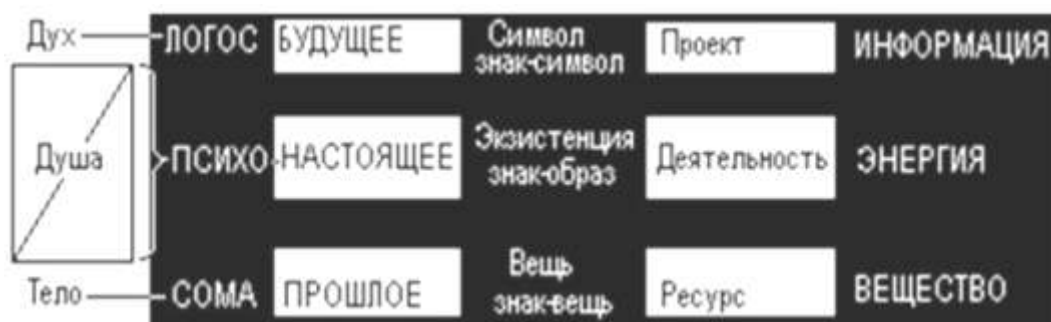 Дух ЛОГОС БУДУЩЕЕ Символ знак-символ Проект ИНФОРМАЦИЯ
Душа ПСИХО НАСТОЯЩЕЕ Экзистенция знак-образ Деятельность ЭНЕРГИЯ
Тело СОМА ПРОШЛОЕ Вещь знак-вещь Ресурс ВЕЩЕСТВО